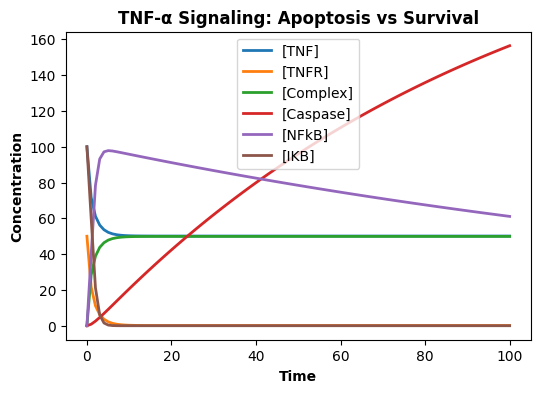 TNF-α Signaling: Apoptosis vs Survival
160
140
120
100
80
60
40
20
0
Concentration
[TNF]
[TNFR]
[Complex]
[Caspase]
[NFkB]
[IKB]
0
20
40
60
80
100
Time